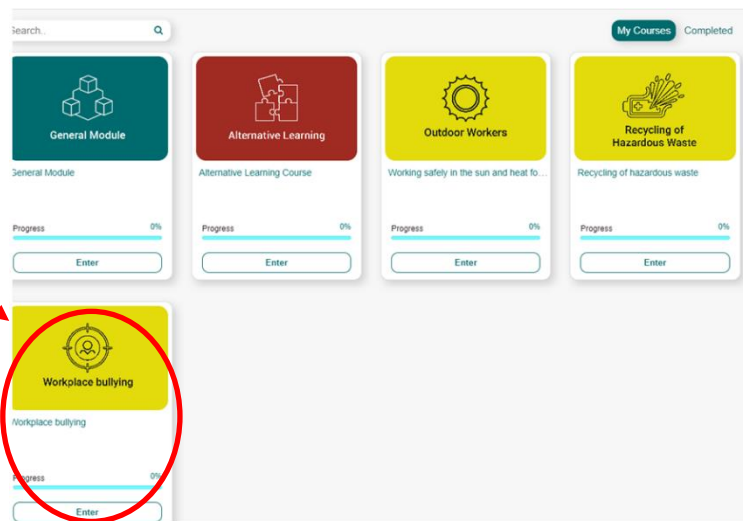 Search..
My Courses
Completed
General Module
General Module
Progress 0%
Enter
Alternative Learning
Alternative Learning Course
Progress 0%
Enter
Outdoor Workers
Working safely in the sun and heat fo...
Progress 0%
Enter
Recycling of
Hazardous Waste
Recycling of hazardous waste
Progress 0%
Enter
Workplace bullying
Workplace bullying
Progress 0%
Enter